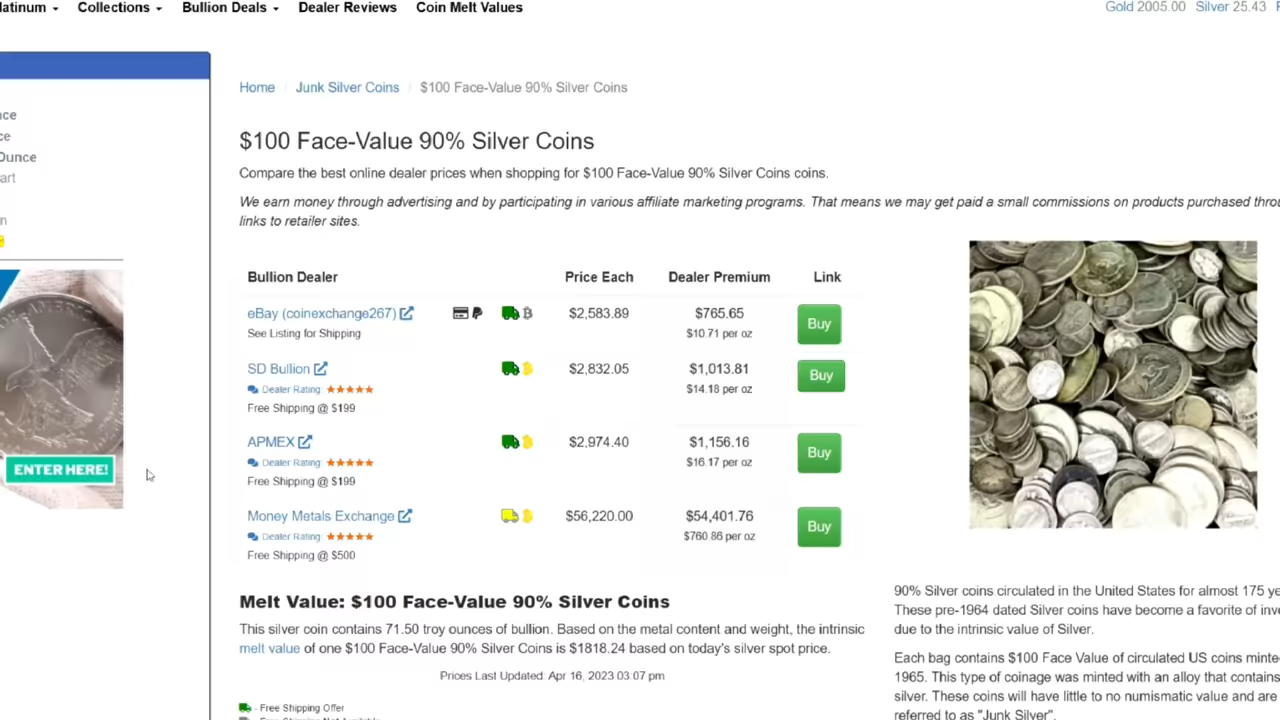 Collections
Bullion Deals
Dealer Reviews
Coin Melt Values
Gold 2005.00 Silver 25.43
Home / Junk Silver Coins / $100 Face-Value 90% Silver Coins
Ounce
$100 Face-Value 90% Silver Coins
Compare the best online dealer prices when shopping for $100 Face-Value 90% Silver Coins coins.
We earn money through advertising and by participating in various affiliate marketing programs. That means we may get paid a small commissions on products purchased
links to retailer sites.
Bullion Dealer Price Each Dealer Premium Link
eBay (coinexchange267) $2,583.89 $765.65 Buy
See Listing for Shipping $10.71 per oz
SD Bullion $2,832.05 $1,013.81 Buy
Dealer Rating $14.18 per oz
Free Shipping @ $199
APMEX $2,974.40 $1,156.16 Buy
Dealer Rating $16.17 per oz
Free Shipping @ $199
ENTER HERE!
Money Metals Exchange $56,220.00 $54,401.76 Buy
Dealer Rating $760.86 per oz
Free Shipping @ $500
Melt Value: $100 Face-Value 90% Silver Coins
This silver coin contains 71.50 troy ounces of bullion. Based on the metal content and weight, the intrinsic
melt value of one $100 Face-Value 90% Silver Coins is $1818.24 based on today's silver spot price.
Prices Last Updated: Apr 16, 2023 03:07 pm
- Free Shipping Offer
90% Silver coins circulated in the United States for almost 175
These pre-1964 dated Silver coins have become a favorite of
due to the intrinsic value of Silver.
Each bag contains $100 Face Value of circulated US coins
1965. This type of coinage was minted with an alloy that contains
silver. These coins will have little to no numismatic value and are
referred to as "Junk Silver".